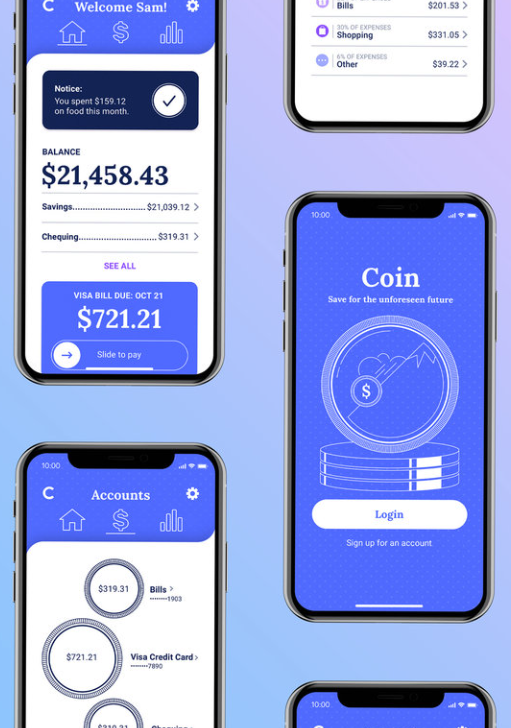 Welcome Sam!
Notice:
You spent $159.12
on food this month.
BALANCE
$21,458.43
Savings............................$21,039.12
Chequing............................$319.31
SEE ALL
VISA BILL DUE: OCT 21
$721.21
Slide to pay
10:00
Accounts
$319.31
Bills
········1903
$721.21
Visa Credit Card
········7890
Bills
$201.53
30% OF EXPENSES
Shopping
$331.05
6% OF EXPENSES
Other
$39.22
10:00
Coin
Save for the unforeseen future
$
Login
Sign up for an account
10:00